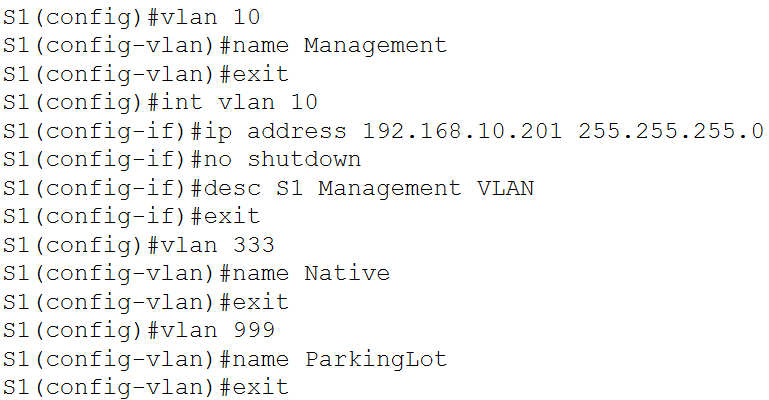 S1(config)#vlan 10
S1(config-vlan)#name Management
S1(config-vlan)#exit
S1(config)#int vlan 10
S1(config-if)#ip address 192.168.10.201 255.255.255.0
S1(config-if)#no shutdown
S1(config-if)#desc S1 Management VLAN
S1(config-if)#exit
S1(config)#vlan 333
S1(config-vlan)#name Native
S1(config-vlan)#exit
S1(config)#vlan 999
S1(config-vlan)#name ParkingLot
S1(config-vlan)#exit